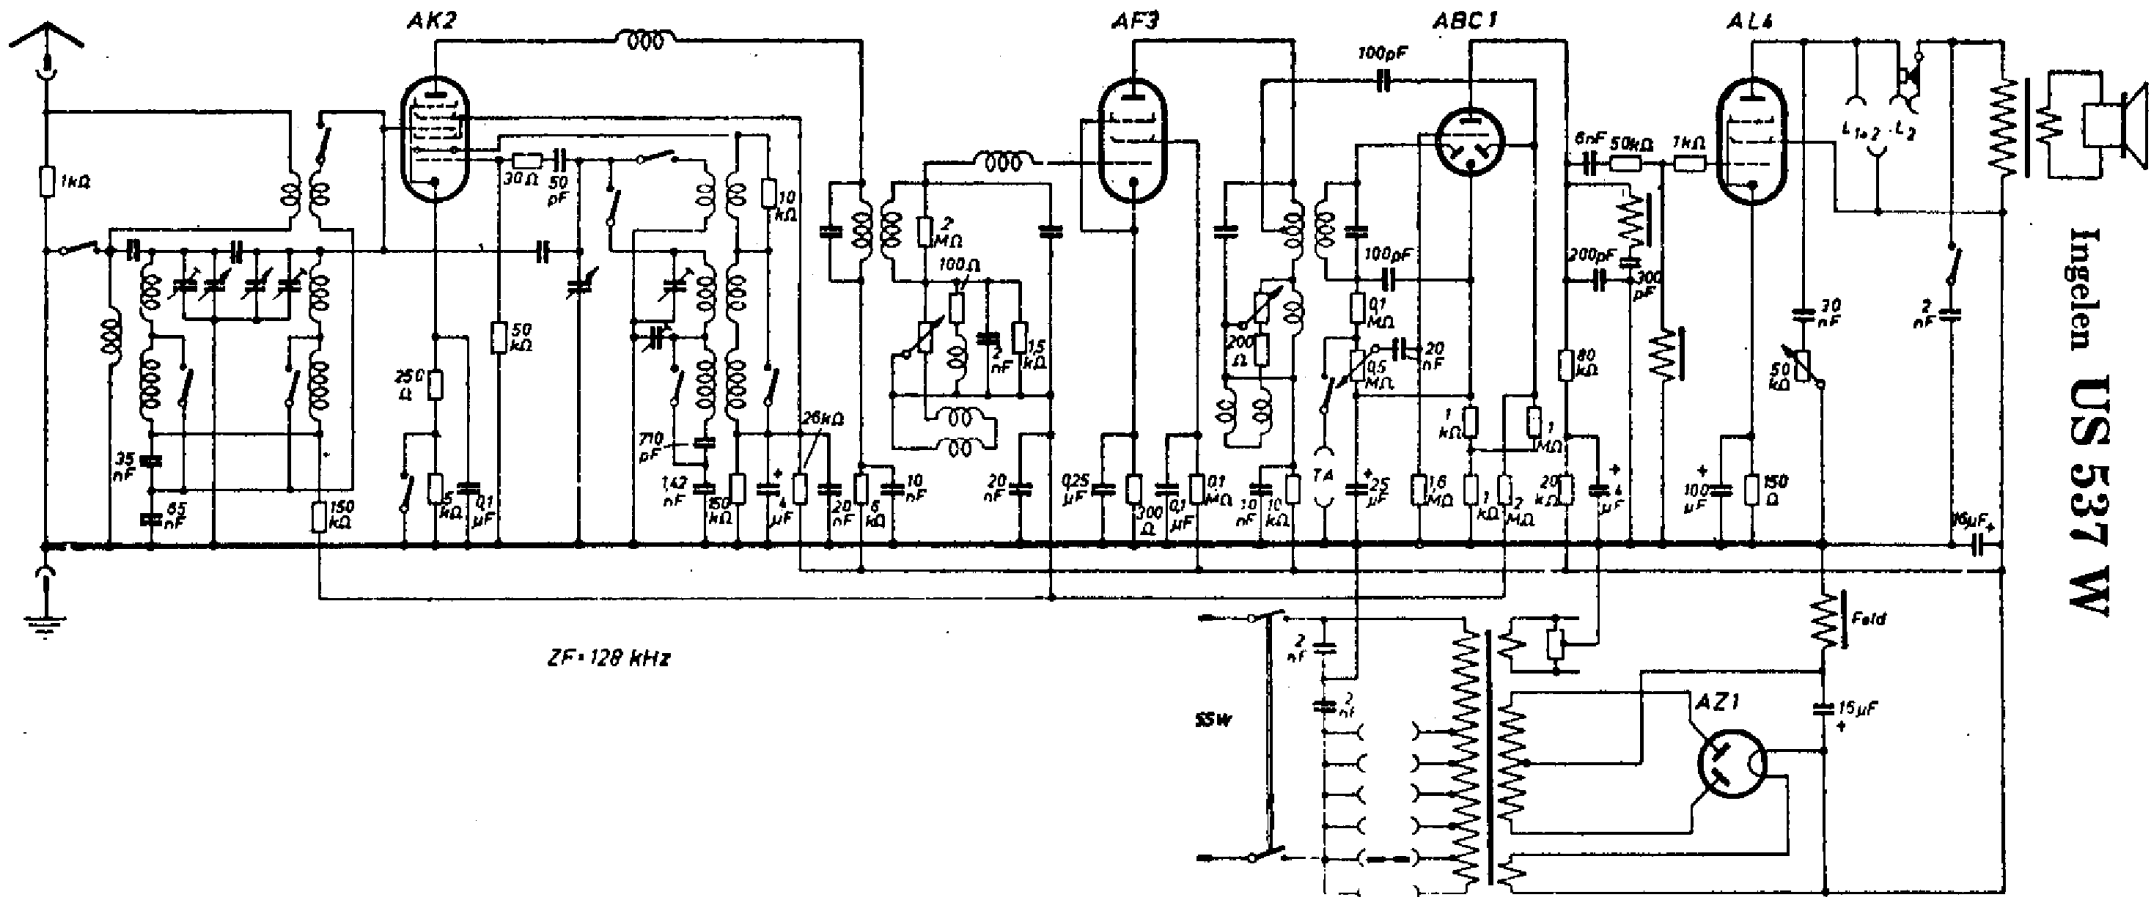 AK2
AF3
ABC1
AL4
100pF
1kΩ
30Ω
50 pF
10 kΩ
6nF
50kΩ
1kΩ
L1+2
L2
2 MΩ
100Ω
100pF
200pF
300 pF
0,1 MΩ
200 Ω
0,5 MΩ
20 nF
80 kΩ
30 nF
50 kΩ
2 nF
50 kΩ
250 Ω
2 nF
1,5 kΩ
26kΩ
710 pF
1 kΩ
1 MΩ
35 nF
65 nF
150 kΩ
5 kΩ
0,1 µF
1,42 nF
150 kΩ
+
4 µF
20 nF
6 kΩ
10 nF
20 nF
0,25 µF
300 Ω
0,1 µF
0,1 MΩ
10 nF
10 kΩ
TA
+
25 µF
1,6 MΩ
1 kΩ
2 MΩ
20 kΩ
+
4 µF
+
100 µF
150 Ω
16µF +
Feld
ZF=128 kHz
2 nF
2 nF
55W
AZ1
15µF
+
Ingelen US 537 W